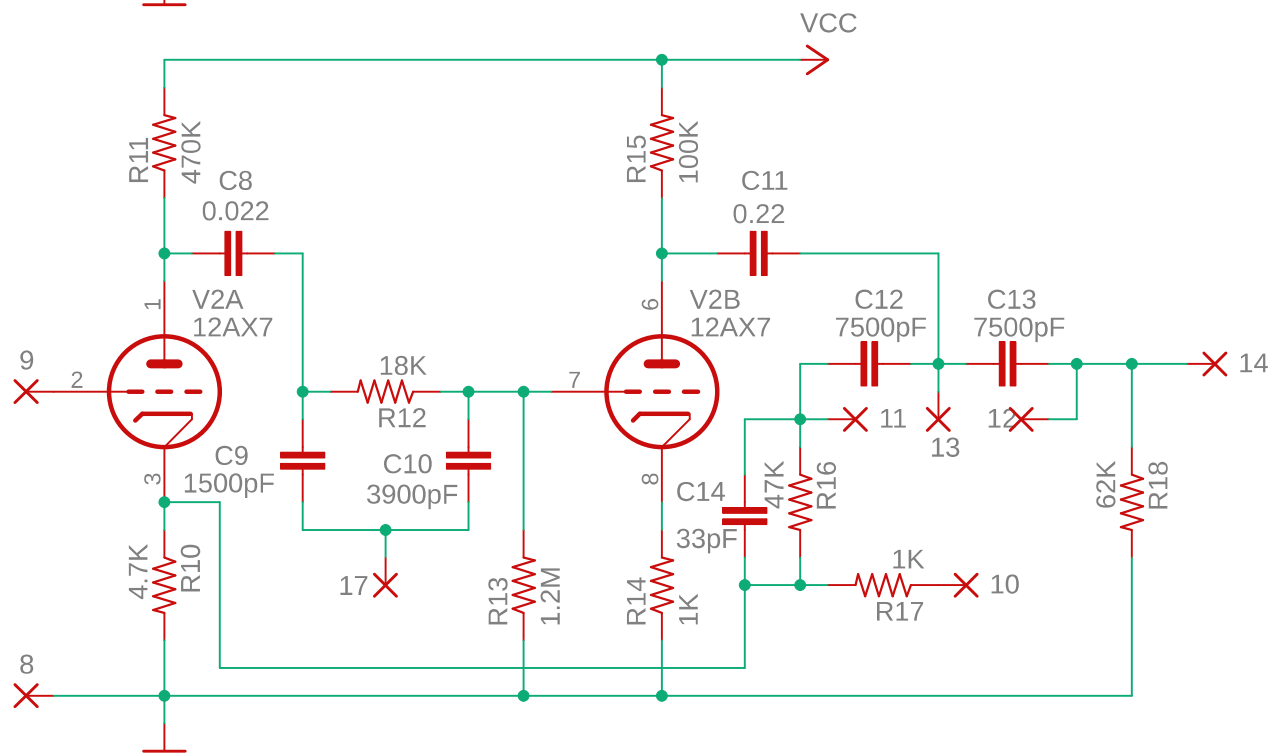 VCC
R11
470K
R15
100K
C8
0.022
C11
0.22
1
V2A
12AX7
6
V2B
12AX7
C12
7500pF
C13
7500pF
9
2
18K
R12
7
14
11
13
12
3
C9
1500pF
C10
3900pF
8
C14
33pF
47K
R16
62K
R18
4.7K
R10
17
R13
1.2M
R14
1K
1K
R17
10
8